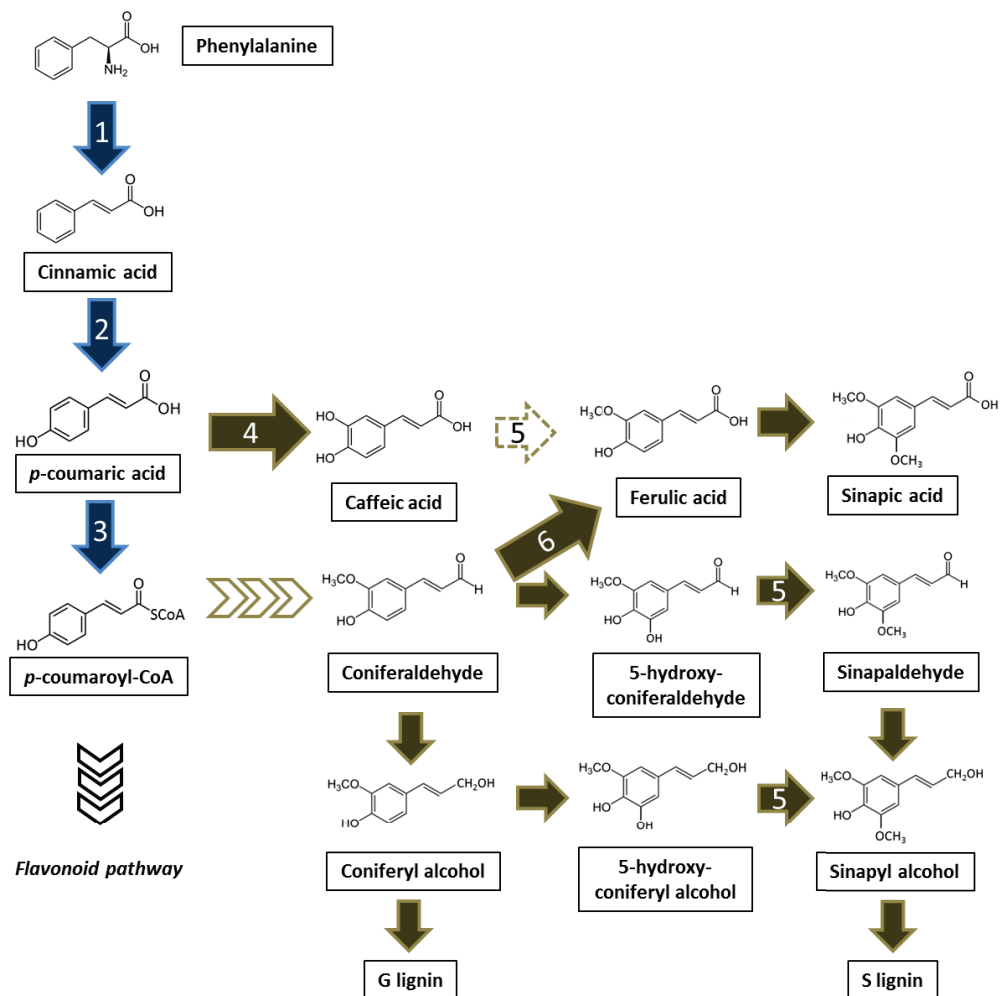 O
OH
NH₂
Phenylalanine
1
O
OH
Cinnamic acid
2
O
OH
HO
p-coumaric acid
4
O
HO
OH
HO
Caffeic acid
5
O
H₃CO
OH
HO
Ferulic acid
O
H₃CO
OH
HO
OCH₃
Sinapic acid
3
6
O
SCoA
HO
p-coumaroyl-CoA
O
H₃CO
H
HO
Coniferaldehyde
O
H₃CO
H
HO
OH
5-hydroxy-
coniferaldehyde
5
O
H₃CO
H
HO
OCH₃
Sinapaldehyde
Flavonoid pathway
CH₂OH
H₃CO
HO
Coniferyl alcohol
CH₂OH
H₃CO
HO
OH
5-hydroxy-
coniferyl alcohol
5
CH₂OH
H₃CO
HO
OCH₃
Sinapyl alcohol
G lignin
S lignin